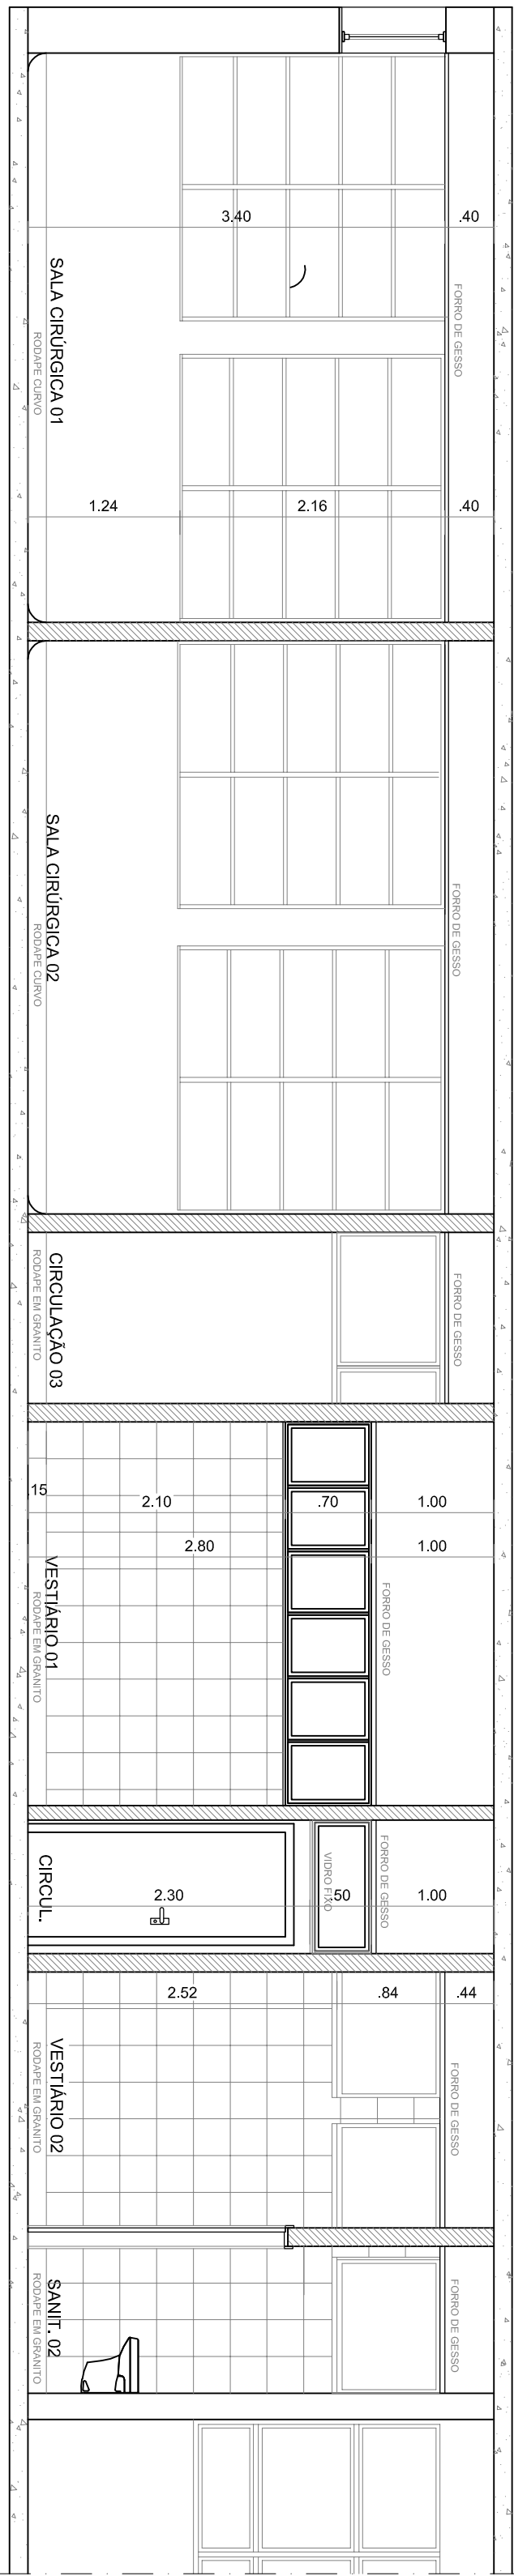 3.40
.40
FORRO DE GESSO
SALA CIRÚRGICA 01
RODAPE CURVO
1.24
2.16
.40
SALA CIRÚRGICA 02
RODAPE CURVO
FORRO DE GESSO
CIRCULAÇÃO 03
RODAPE EM GRANITO
FORRO DE GESSO
.15
2.10
.70
1.00
2.80
1.00
VESTIÁRIO 01
RODAPE EM GRANITO
FORRO DE GESSO
CIRCUL.
2.30
VIDRO FIXO
.50
FORRO DE GESSO
1.00
2.52
.84
.44
VESTIÁRIO 02
RODAPE EM GRANITO
FORRO DE GESSO
SANIT. 02
RODAPE EM GRANITO
FORRO DE GESSO